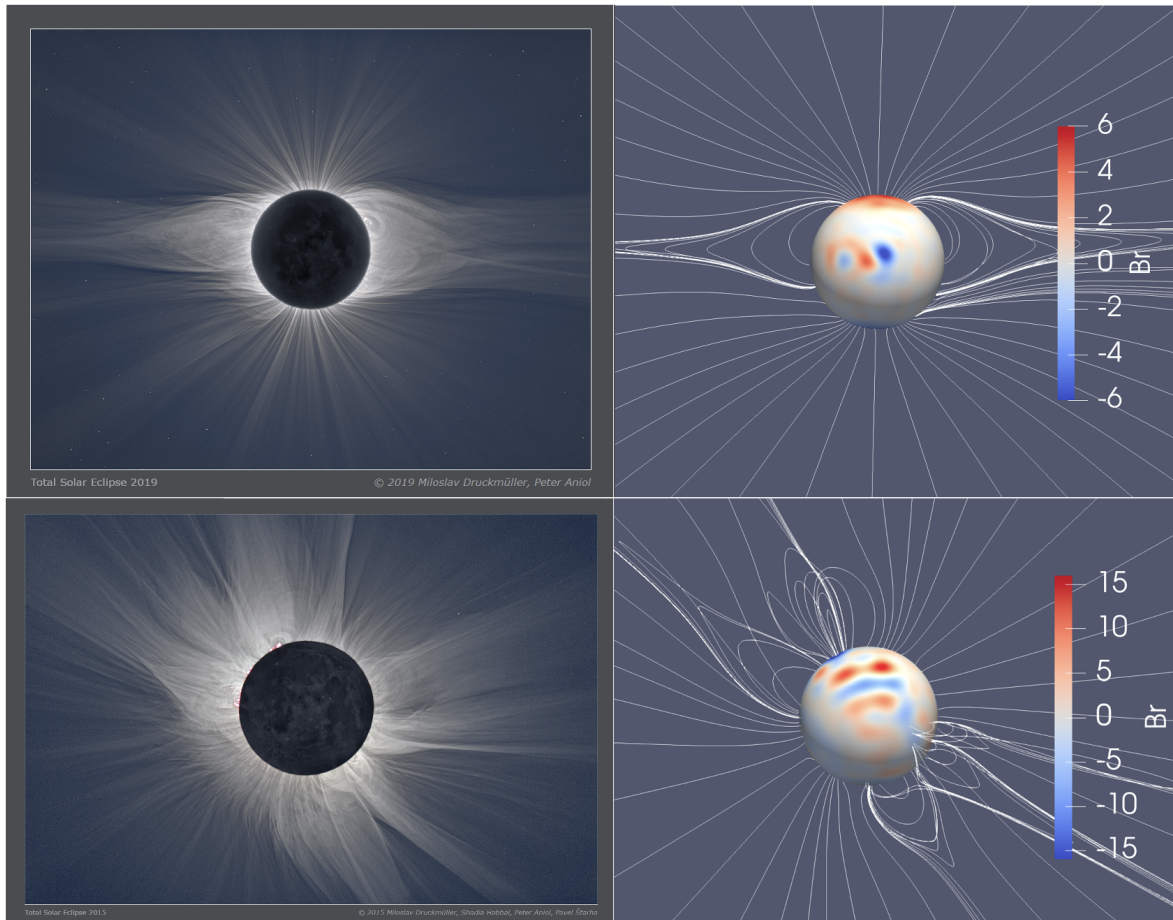 Total Solar Eclipse 2019
© 2019 Miloslav Druckmüller, Peter Aniol
6
4
2
0
-2
-4
-6
Br
Total Solar Eclipse 2015
© 2015 Miloslav Druckmüller, Shadia Habbal, Peter Aniol, Pavel Štarha
15
10
5
0
-5
-10
-15
Br